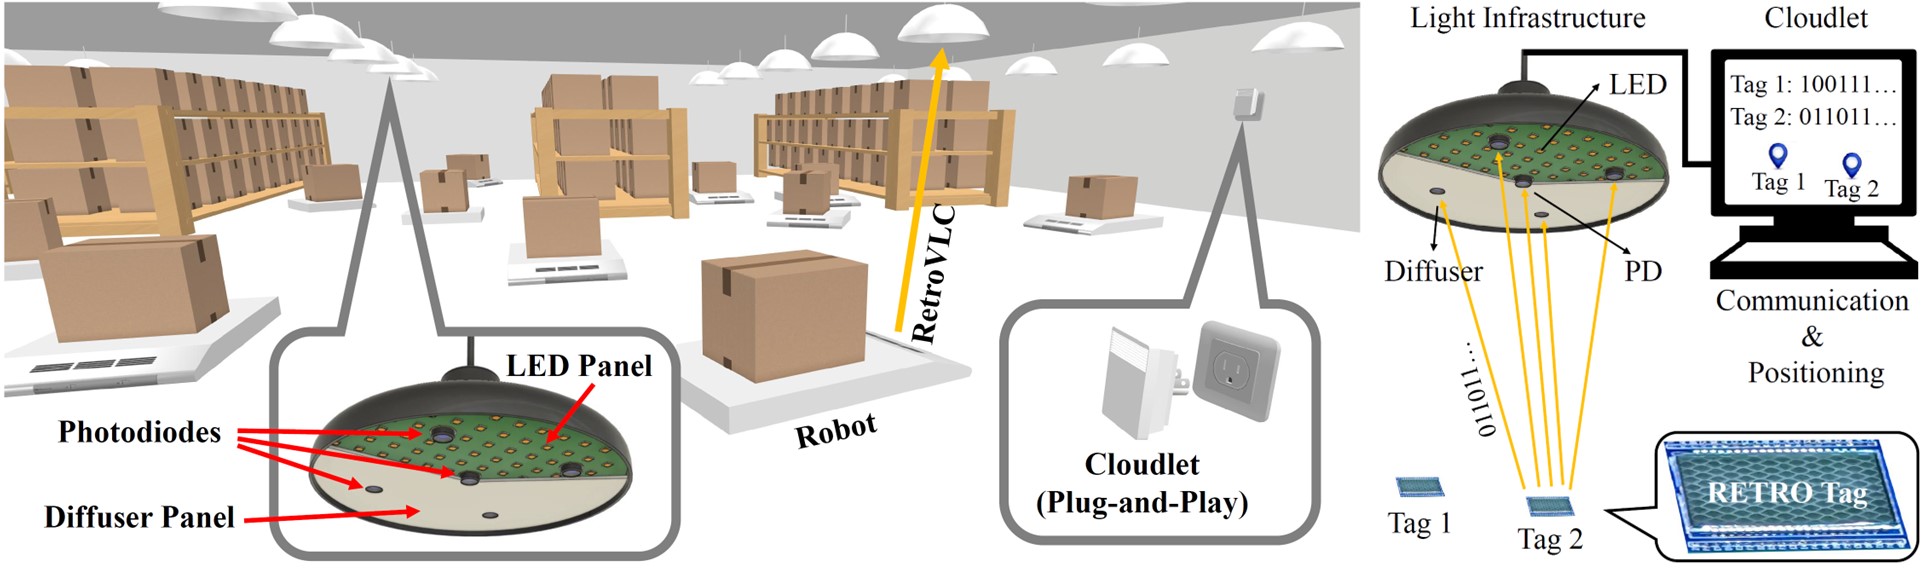 RetroVLC
LED Panel
Photodiodes
Diffuser Panel
Robot
Cloudlet
(Plug-and-Play)
Light Infrastructure
Cloudlet
LED
Tag 1: 100111...
Tag 2: 011011...
Tag 1
Tag 2
Diffuser
PD
Communication
&
Positioning
011011...
RETRO Tag
Tag 1
Tag 2